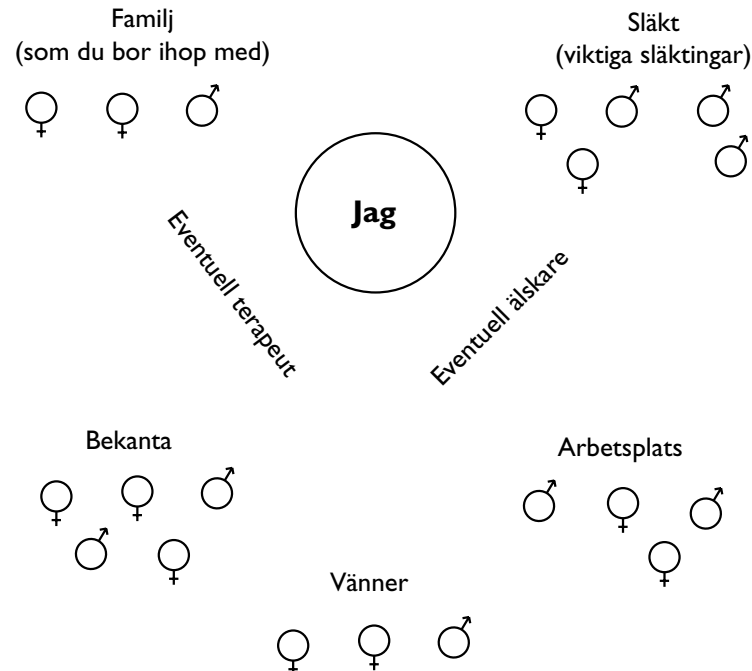 Familj
(som du bor ihop med)
Släkt
(viktiga släktingar)
Jag
Eventuell terapeut
Eventuell älskare
Bekanta
Arbetsplats
Vänner